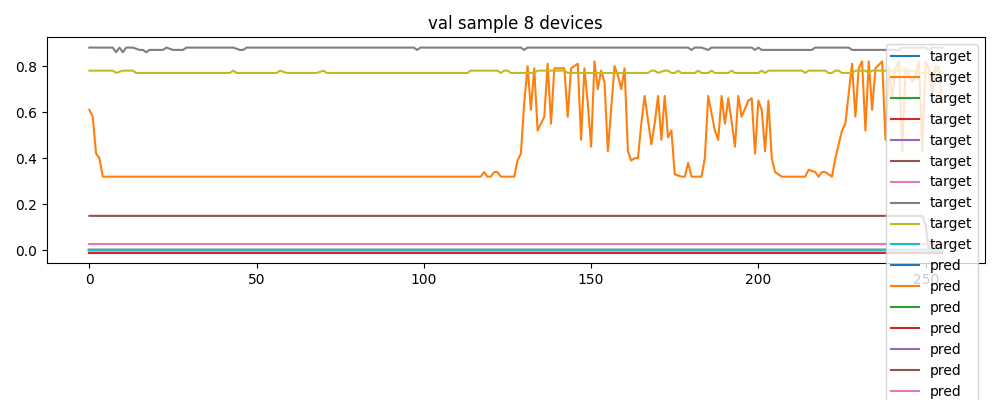 val sample 8 devices
0.8
0.6
0.4
0.2
0.0
0 50 100 150 200 250
target
target
target
target
target
target
target
target
target
target
pred
pred
pred
pred
pred
pred
pred